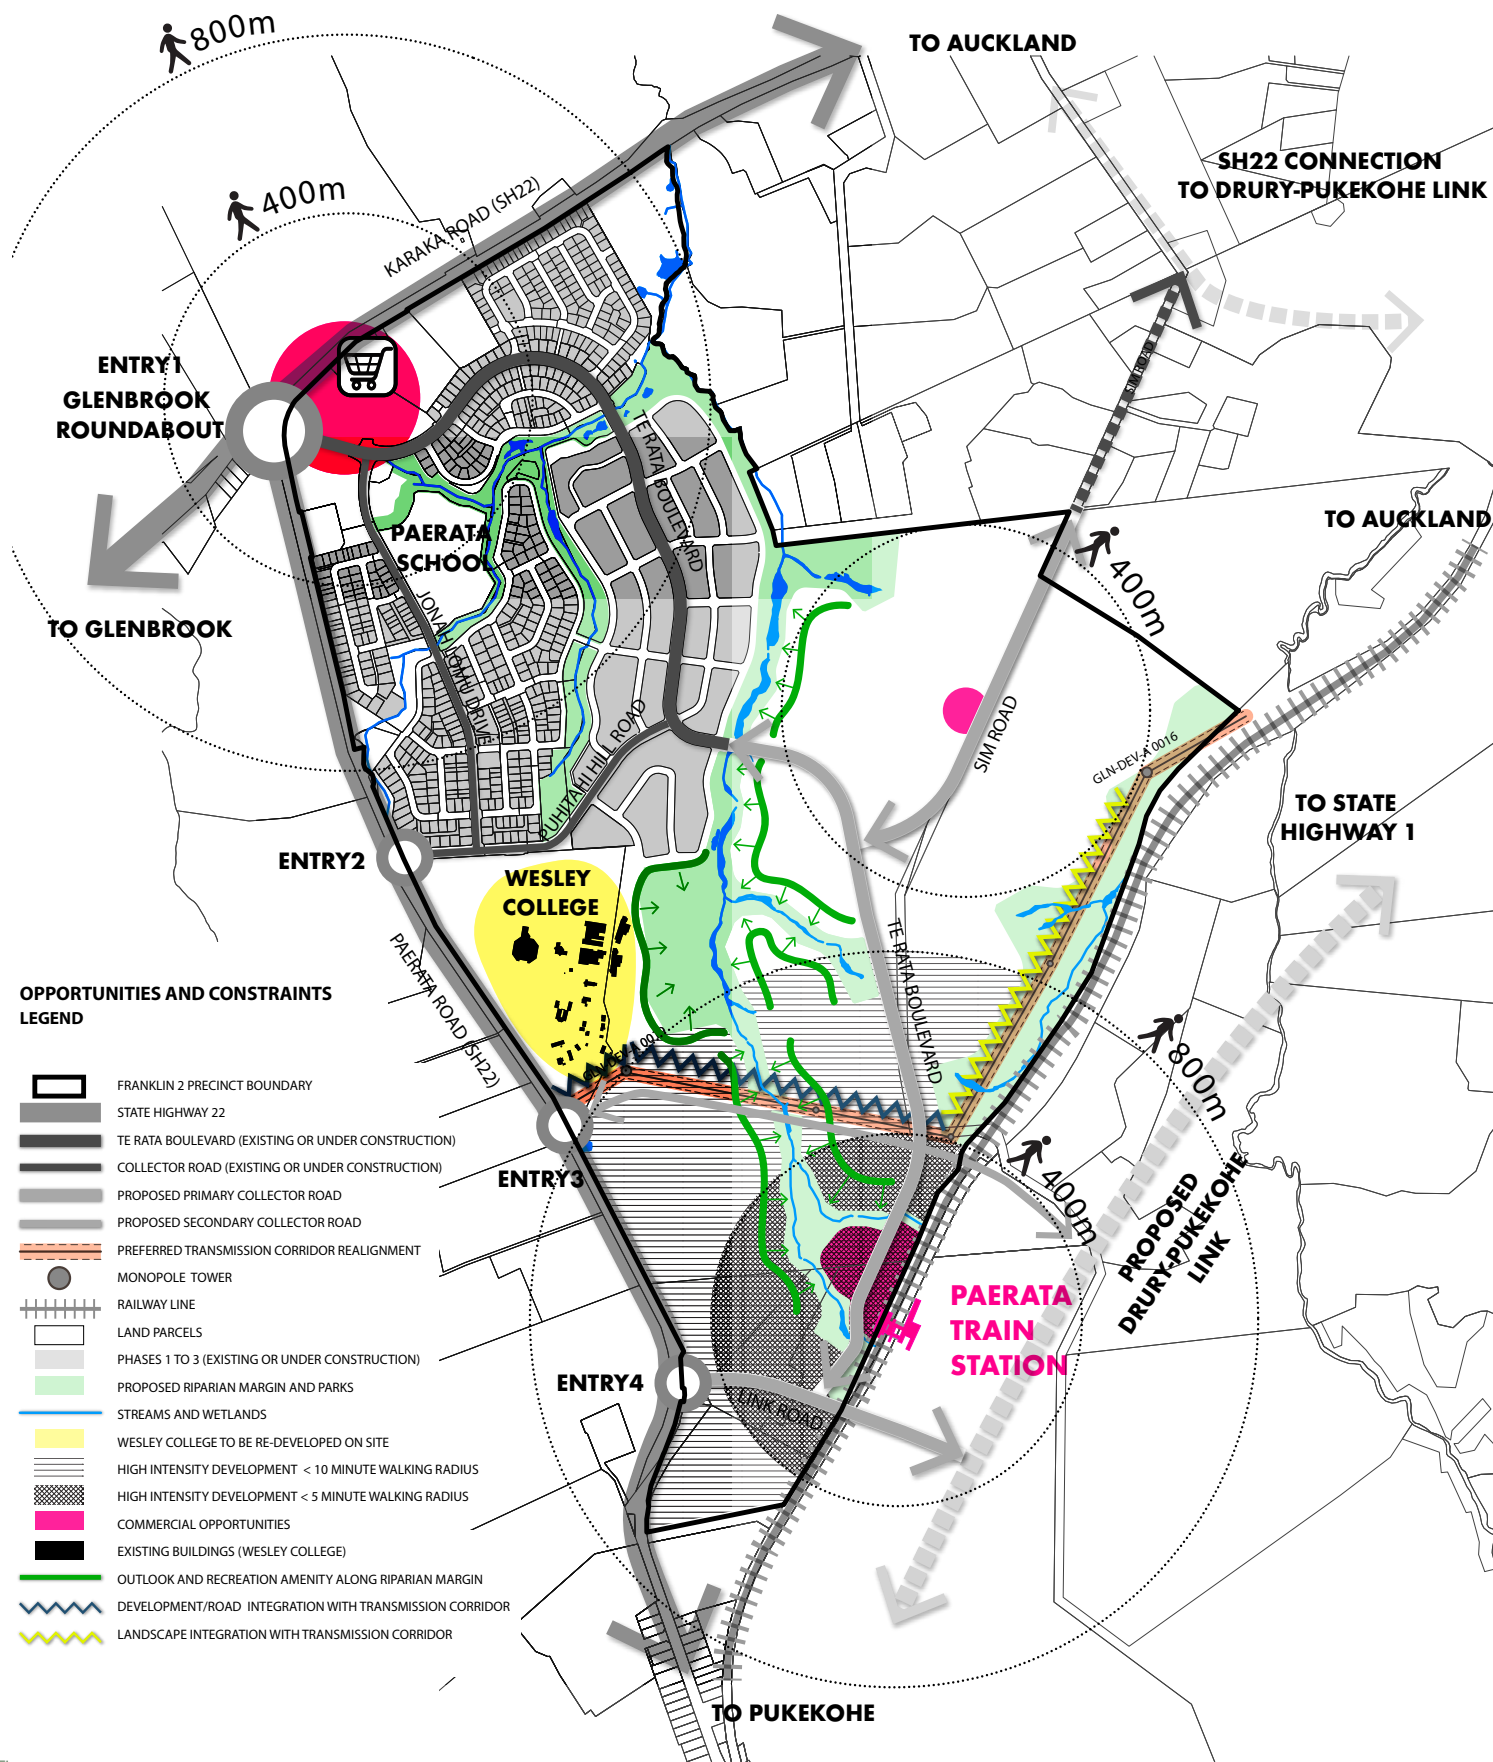 800m
TO AUCKLAND
SH22 CONNECTION
TO DRURY-PUKEKOHE LINK
400m
KARAKA ROAD (SH22)
ENTRY1
GLENBROOK
ROUNDABOUT
SIM ROAD
TE RATA BOULEVARD
TO AUCKLAND
PAERATA
SCHOOL
400m
TO GLENBROOK
JONAH LOMU DRIVE
PUHITAHI HILL ROAD
SIM ROAD
GLN-DEV-A 0016
TO STATE
HIGHWAY 1
ENTRY2
WESLEY
COLLEGE
TE RATA BOULEVARD
PAERATA ROAD (SH22)
800m
ENTRY3
400m
PROPOSED
DRURY-PUKEKOHE
LINK
PAERATA
TRAIN
STATION
ENTRY4
LINK ROAD
TO PUKEKOHE
OPPORTUNITIES AND CONSTRAINTS
LEGEND
FRANKLIN 2 PRECINCT BOUNDARY
STATE HIGHWAY 22
TE RATA BOULEVARD (EXISTING OR UNDER CONSTRUCTION)
COLLECTOR ROAD (EXISTING OR UNDER CONSTRUCTION)
PROPOSED PRIMARY COLLECTOR ROAD
PROPOSED SECONDARY COLLECTOR ROAD
PREFERRED TRANSMISSION CORRIDOR REALIGNMENT
MONOPOLE TOWER
RAILWAY LINE
LAND PARCELS
PHASES 1 TO 3 (EXISTING OR UNDER CONSTRUCTION)
PROPOSED RIPARIAN MARGIN AND PARKS
STREAMS AND WETLANDS
WESLEY COLLEGE TO BE RE-DEVELOPED ON SITE
HIGH INTENSITY DEVELOPMENT < 10 MINUTE WALKING RADIUS
HIGH INTENSITY DEVELOPMENT < 5 MINUTE WALKING RADIUS
COMMERCIAL OPPORTUNITIES
EXISTING BUILDINGS (WESLEY COLLEGE)
OUTLOOK AND RECREATION AMENITY ALONG RIPARIAN MARGIN
DEVELOPMENT/ROAD INTEGRATION WITH TRANSMISSION CORRIDOR
LANDSCAPE INTEGRATION WITH TRANSMISSION CORRIDOR